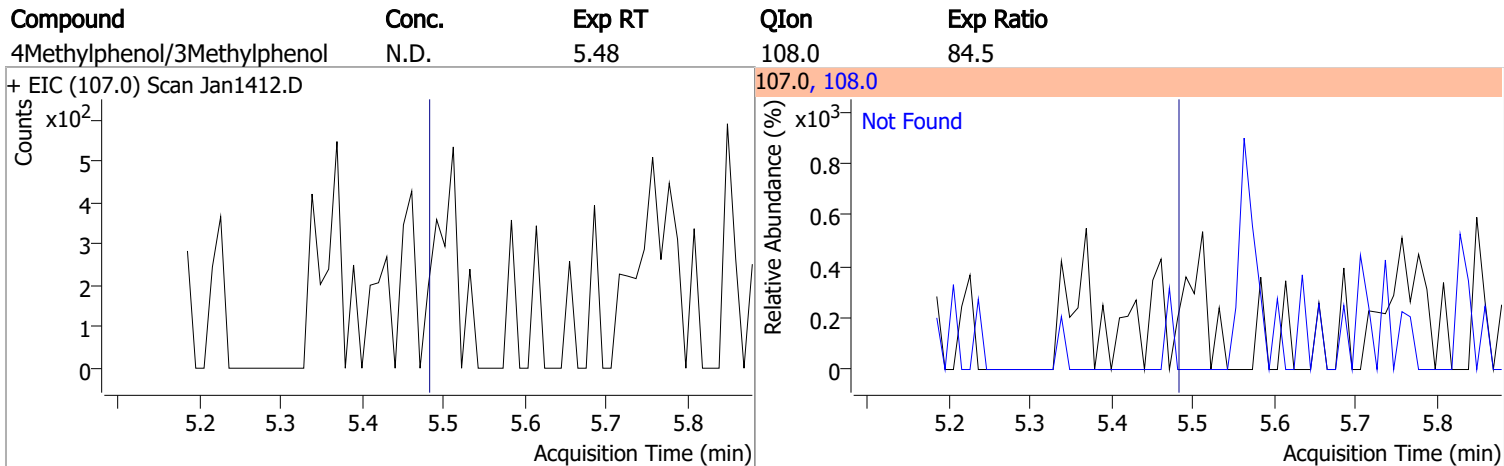 Compound Conc. Exp RT QIon Exp Ratio
4Methylphenol/3Methylphenol N.D. 5.48 108.0 84.5
+ EIC (107.0) Scan Jan1412.D
Counts
x10²
5
4
3
2
1
0
5.2 5.3 5.4 5.5 5.6 5.7 5.8
Acquisition Time (min)
107.0, 108.0
Relative Abundance (%)
x10³
Not Found
0.8
0.6
0.4
0.2
0
5.2 5.3 5.4 5.5 5.6 5.7 5.8
Acquisition Time (min)